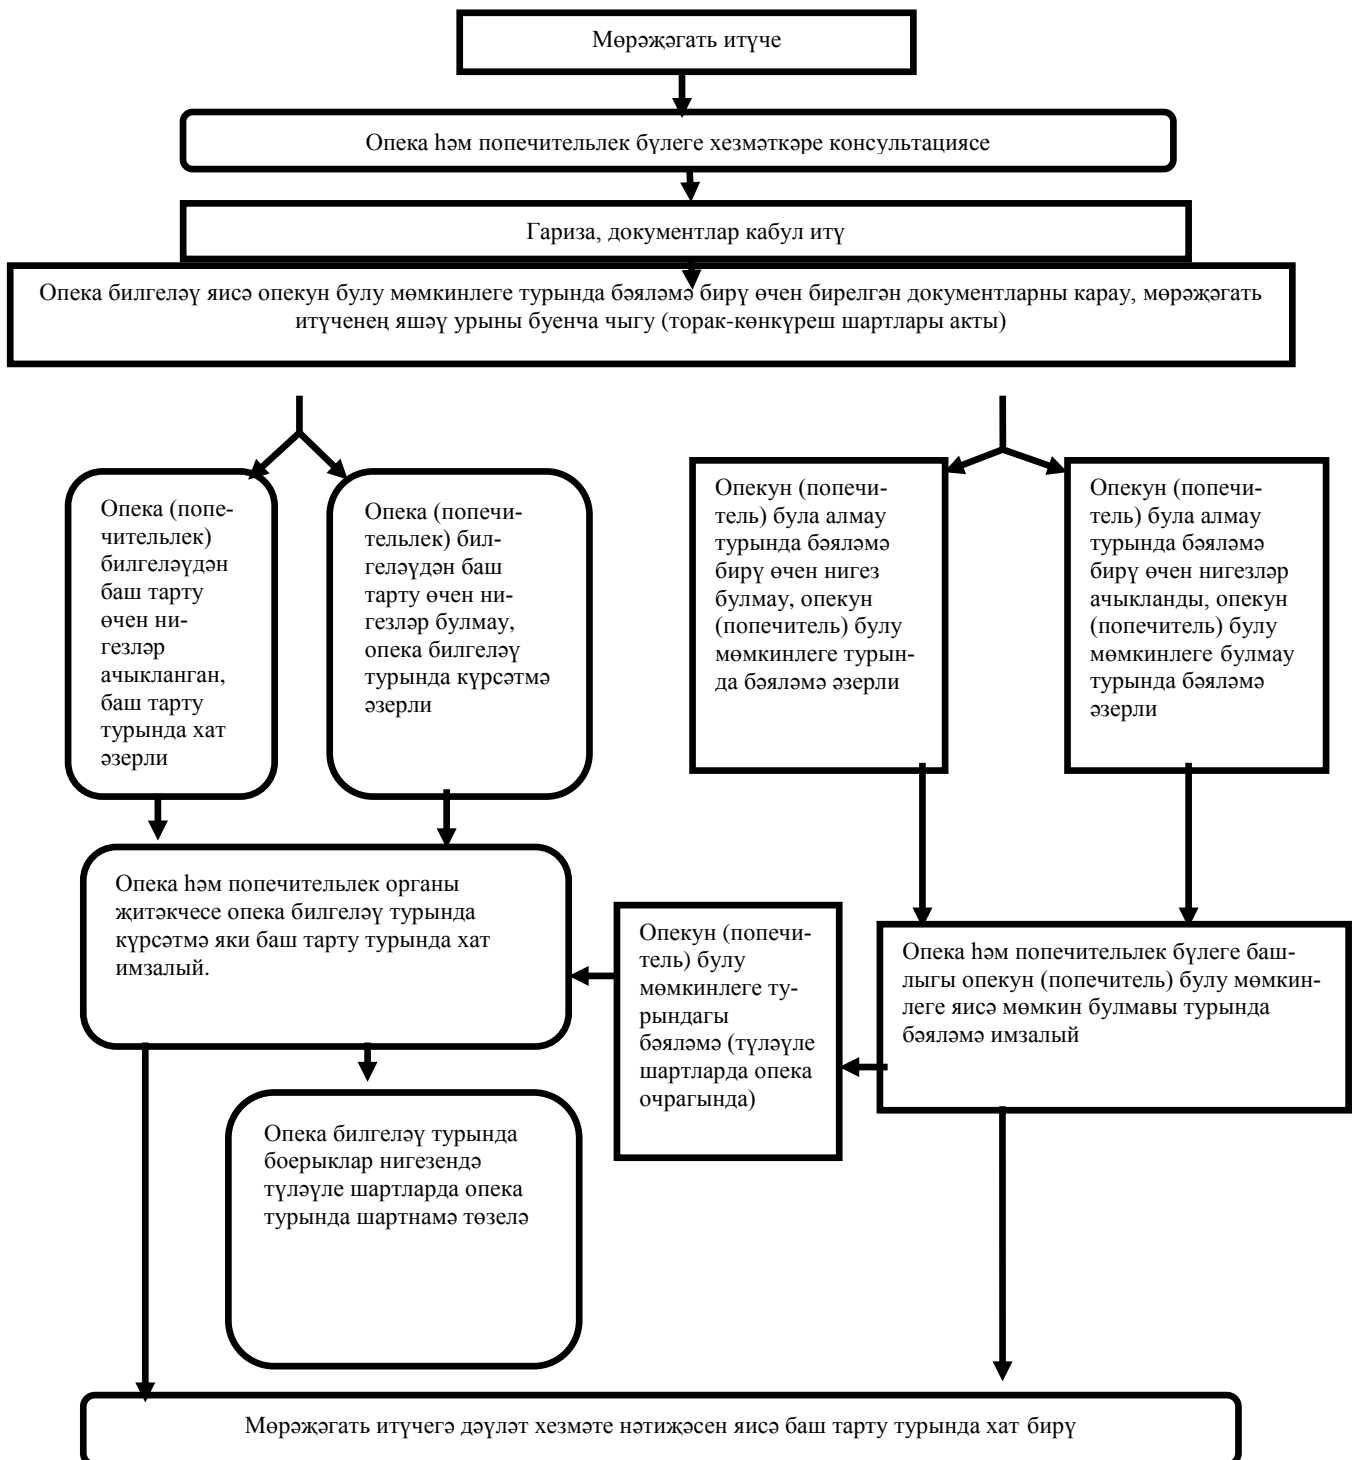 Мөрәҗәгать итүче
Опека һәм попечительлек бүлеге хезмәткәре консультациясе
Гариза, документлар кабул итү
Опека билгеләү яисә опекун булу мөмкинлеге турында бәяләмә бирү өчен бирелгән документларны карау, мөрәҗәгать
итүченең яшәү урыны буенча чыгу (торак-көнкүреш шартлары акты)
Опека (попе-
чительлек)
билгеләүдән
баш тарту
өчен ни-
гезләр
ачыкланган,
баш тарту
турында хат
әзерли
Опека (попечи-
тельлек) бил-
геләүдән баш
тарту өчен ни-
гезләр булмау,
опека билгеләү
турында күрсәтмә
әзерли
Опекун (попечи-
тель) була алмау
турында бәяләмә
бирү өчен нигез
булмау, опекун
(попечитель) булу
мөмкинлеге турын-
да бәяләмә әзерли
Опекун (попечи-
тель) була алмау
турында бәяләмә
бирү өчен нигезләр
ачыкланды, опекун
(попечитель) булу
мөмкинлеге булмау
турында бәяләмә
әзерли
Опека һәм попечительлек органы
җитәкчесе опека билгеләү турында
күрсәтмә яки баш тарту турында хат
имзалый.
Опекун (попечи-
тель) булу
мөмкинлеге ту-
рындагы
бәяләмә (түләүле
шартларда опека
очрагында)
Опека һәм попечительлек бүлеге баш-
лыгы опекун (попечитель) булу мөмкин-
леге яисә мөмкин булмавы турында
бәяләмә имзалый
Опека билгеләү турында
боерыклар нигезендә
түләүле шартларда опека
турында шартнамә төзелә
Мөрәҗәгать итүчегә дәүләт хезмәте нәтиҗәсен яисә баш тарту турында хат бирү